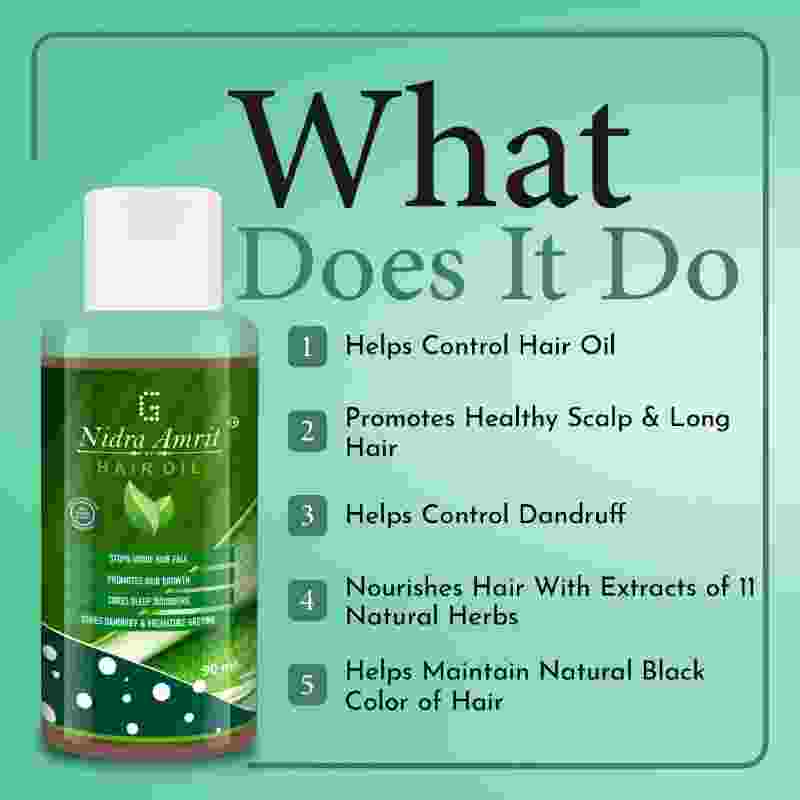 What
Does It Do
1 Helps Control Hair Oil
2 Promotes Healthy Scalp & Long
Hair
3 Helps Control Dandruff
4 Nourishes Hair With Extracts of 11
Natural Herbs
5 Helps Maintain Natural Black
Color of Hair
G
Nidra Amrit ®
HAIR OIL
PROMOTES HAIR GROWTH